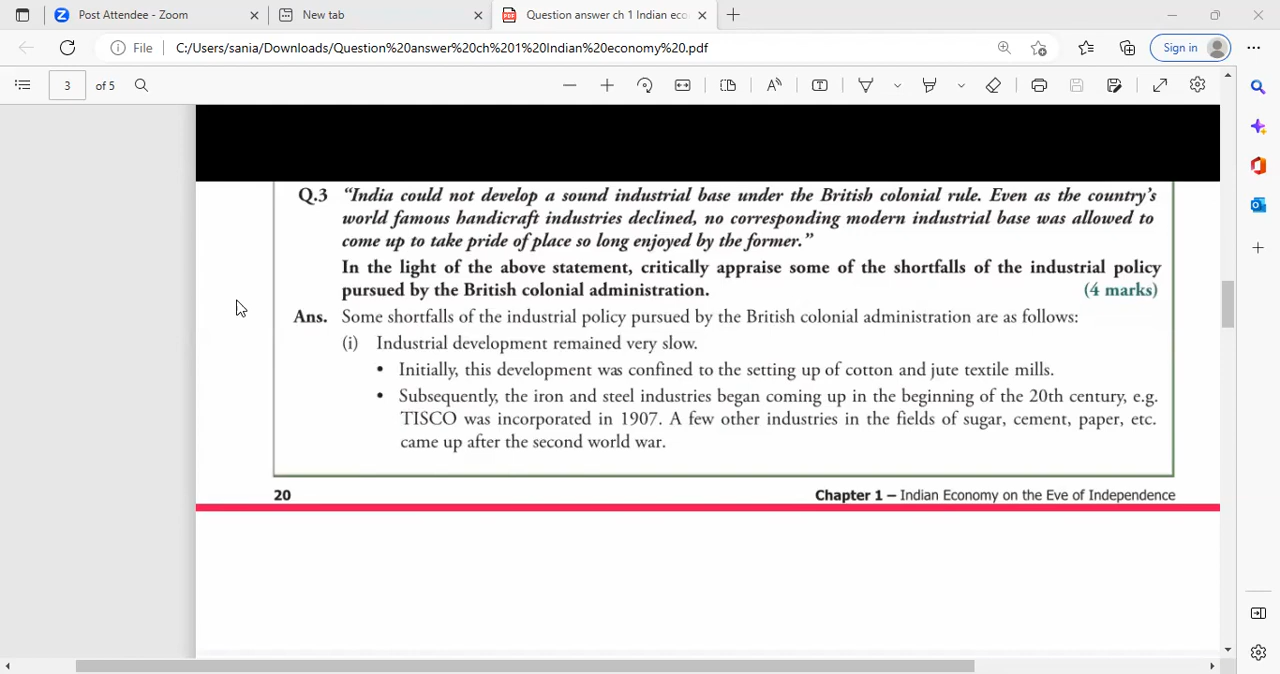 Post Attendee - Zoom
New tab
Question answer ch 1 Indian eco
File
C:/Users/sania/Downloads/Question%20answer%20ch%201%20Indian%20economy%20.pdf
Sign in
3 of 5
Q.3 “India could not develop a sound industrial base under the British colonial rule. Even as the country’s
world famous handicraft industries declined, no corresponding modern industrial base was allowed to
come up to take pride of place so long enjoyed by the former.”
In the light of the above statement, critically appraise some of the shortfalls of the industrial policy
pursued by the British colonial administration. (4 marks)
Ans. Some shortfalls of the industrial policy pursued by the British colonial administration are as follows:
(i) Industrial development remained very slow.
• Initially, this development was confined to the setting up of cotton and jute textile mills.
• Subsequently, the iron and steel industries began coming up in the beginning of the 20th century, e.g.
TISCO was incorporated in 1907. A few other industries in the fields of sugar, cement, paper, etc.
came up after the second world war.
20 Chapter 1 – Indian Economy on the Eve of Independence